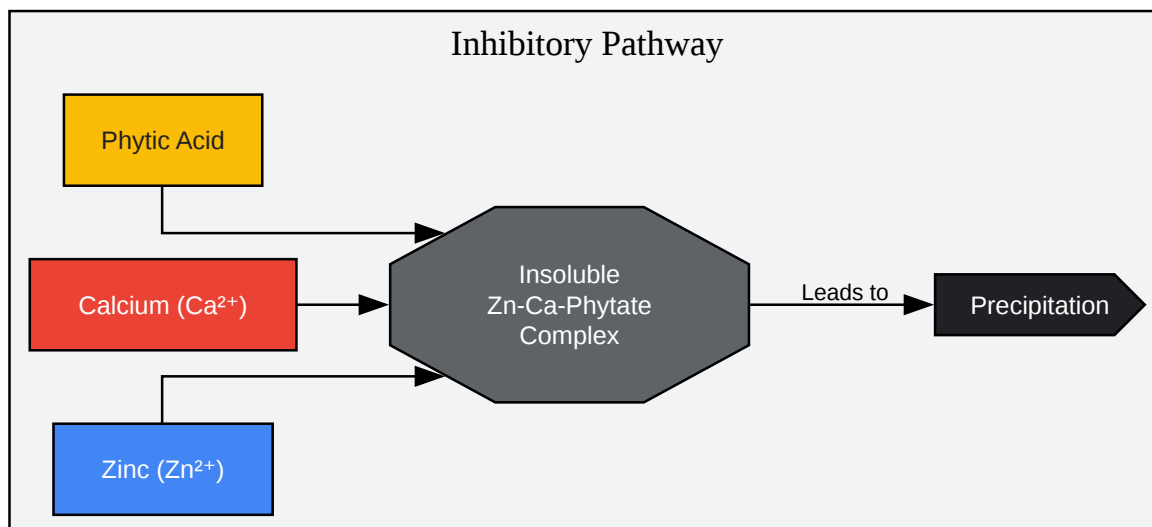 Inhibitory Pathway
Phytic Acid
Calcium (Ca²⁺)
Zinc (Zn²⁺)
Insoluble
Zn-Ca-Phytate
Complex
Leads to
Precipitation